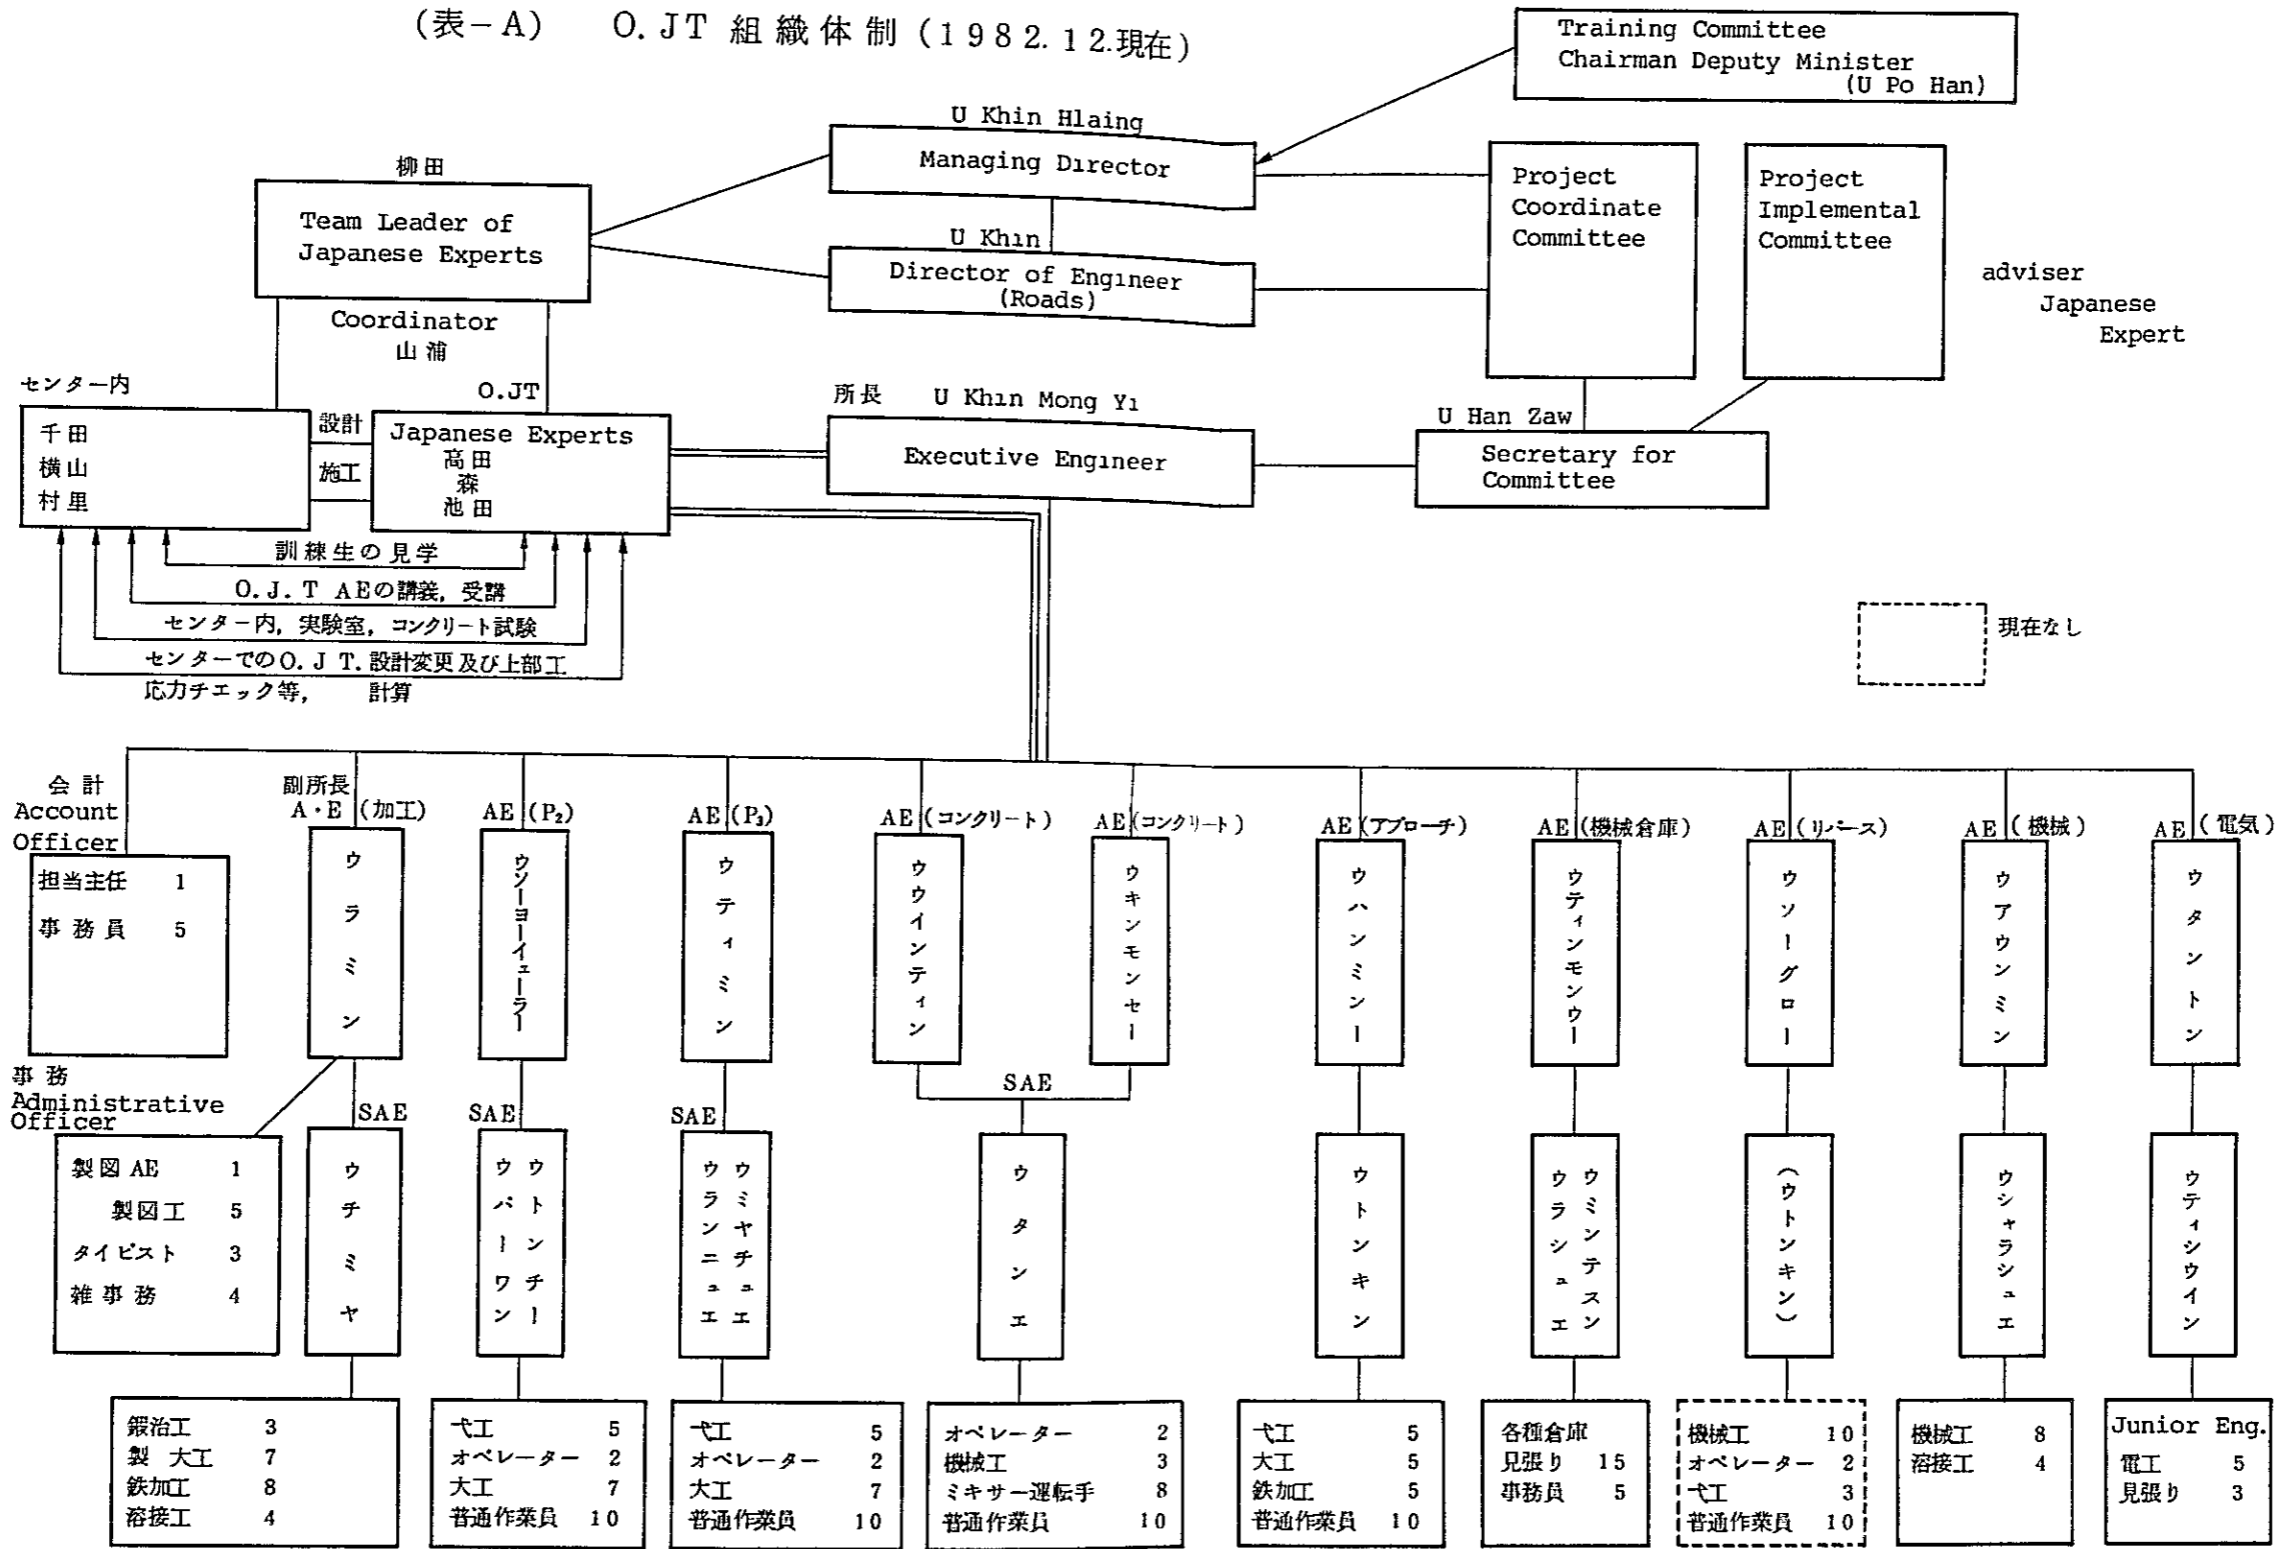 (表-A) O.JT 組織体制 (1982.12.現在)
Training Committee
Chairman Deputy Minister
(U Po Han)
U Khin Hlaing
Managing Director
柳田
Team Leader of
Japanese Experts
U Khin
Director of Engineer
(Roads)
Project
Coordinate
Committee
Project
Implemental
Committee
adviser
Japanese
Expert
Coordinator
山浦
センター内
O.JT
千田
横山
村里
設計
施工
Japanese Experts
髙田
森
池田
所長 U Khin Mong Yi
Executive Engineer
U Han Zaw
Secretary for
Committee
訓練生の見学
O.J.T AEの講義, 受講
センター内, 実験室, コンクリート試験
センターでのO.J T. 設計変更及び上部工
応力チェック等, 計算
現在なし
会計
Account
Officer
担当主任 1
事務員 5
副所長
A・E (加工)
ウラミン
AE (P₂)
ウソーヨーイューラー
AE (P₃)
ウティミン
AE (コンクリート)
ウウインティン
AE (コンクリート)
ウキンモンセー
AE (アプローチ)
ウハンミンー
AE (機械倉庫)
ウティンモンウー
AE (リバース)
ウソーグロー
AE (機械)
ウアウンミン
AE (電気)
ウタントン
事務
Administrative
Officer
製図 AE 1
製図工 5
タイピスト 3
雑事務 4
SAE
ウチミヤ
SAE
ウトンチー
ウパーワン
SAE
ウミヤチュエ
ウランニュエ
SAE
ウタンエ
ウトンキン
ウミンテスン
ウラシュエ
(ウトンキン)
ウシャラシュエ
ウティシウイン
鍛治工 3
製 大工 7
鉄加工 8
溶接工 4
弋工 5
オペレーター 2
大工 7
普通作業員 10
弋工 5
オペレーター 2
大工 7
普通作業員 10
オペレーター 2
機械工 3
ミキサー運転手 8
普通作業員 10
弋工 5
大工 5
鉄加工 5
普通作業員 10
各種倉庫
見張り 15
事務員 5
機械工 10
オペレーター 2
弋工 3
普通作業員 10
機械工 8
溶接工 4
Junior Eng.
電工 5
見張り 3